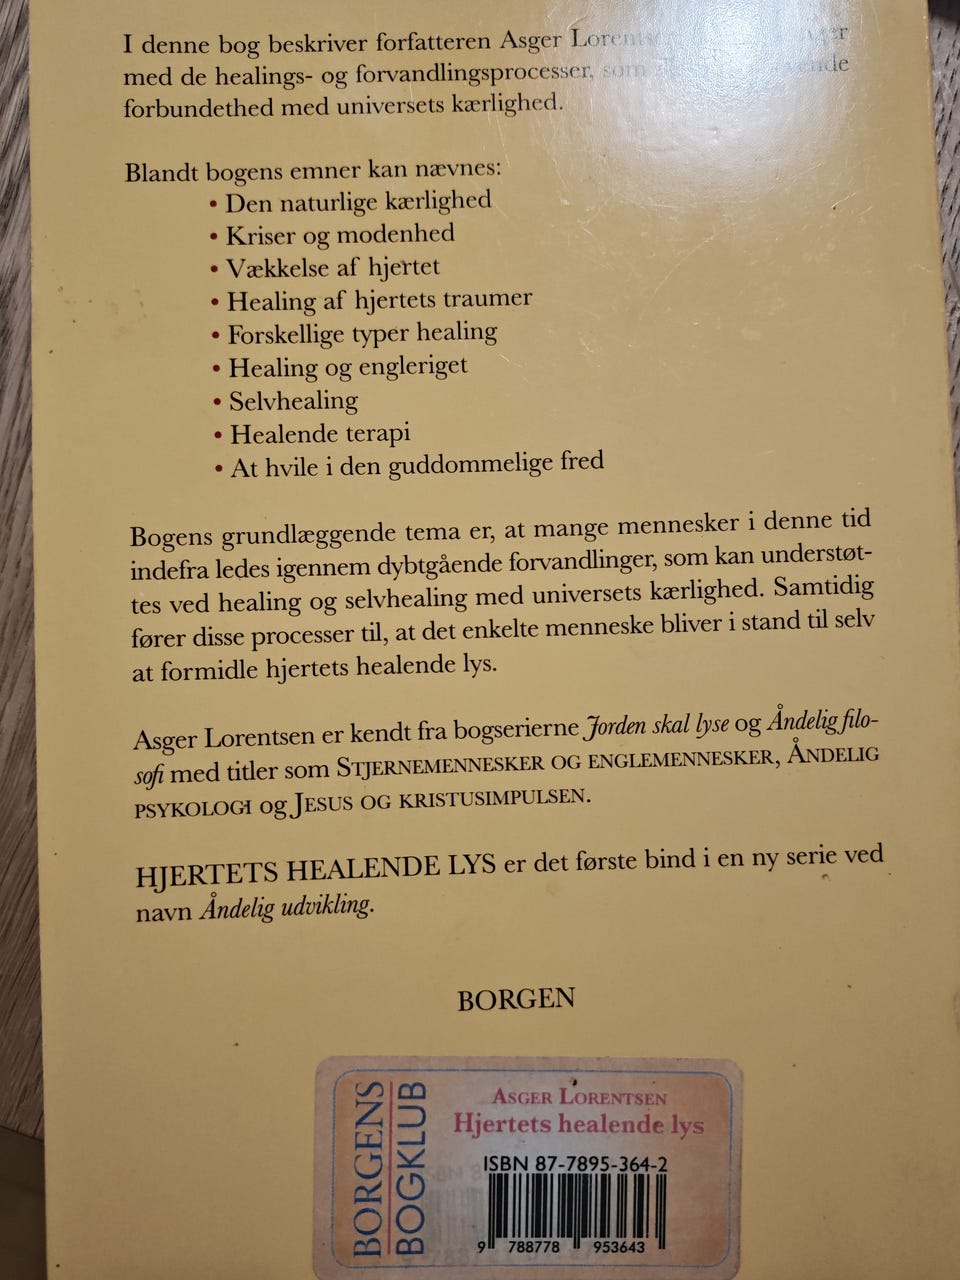 I denne bog beskriver forfatteren Asger Lorentsen
med de healings- og forvandlingsprocesser, som
forbundethed med universets kærlighed.
Blandt bogens emner kan nævnes:
• Den naturlige kærlighed
• Kriser og modenhed
• Vækkelse af hjertet
• Healing af hjertets traumer
• Forskellige typer healing
• Healing og engleriget
• Selvhealing
• Healende terapi
• At hvile i den guddommelige fred
Bogens grundlæggende tema er, at mange mennesker i denne tid
indefra ledes igennem dybtgående forvandlinger, som kan understøt-
tes ved healing og selvhealing med universets kærlighed. Samtidig
fører disse processer til, at det enkelte menneske bliver i stand til selv
at formidle hjertets healende lys.
Asger Lorentsen er kendt fra bogserierne Jorden skal lyse og Åndelig filo-
sofi med titler som STJERNEMENNESKER OG ENGLEMENNESKER, ÅNDELIG
PSYKOLOGI og JESUS OG KRISTUSIMPULSEN.
HJERTETS HEALENDE LYS er det første bind i en ny serie ved
navn Åndelig udvikling.
BORGEN
BORGENS
BOGKLUB
ASGER LORENTSEN
Hjertets healende lys
ISBN 87-7895-364-2
9 788778 953643